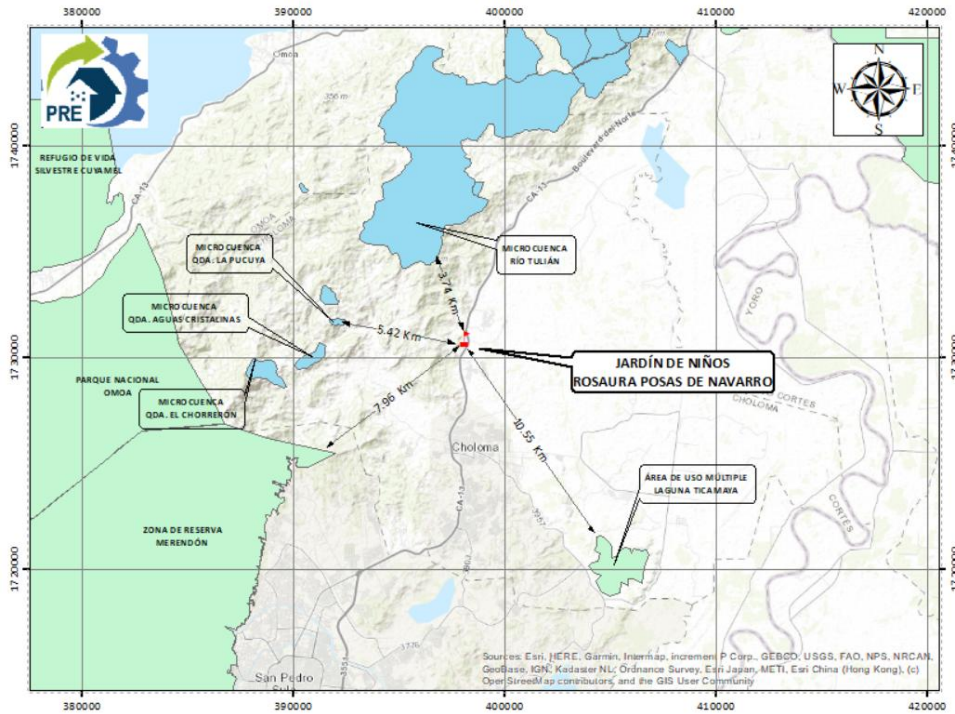 380000 390000 400000 410000 420000
Omoa
356 m
PRE
N
W E
S
Boulevard del Norte
1740000 1740000
REFUGIO DE VIDA
SILVESTRE CUYAMEL
CA-13
CA-13
OMOA
CHOLOMA
MICROCUENCA
QDA. LA PUCUYA
MICROCUENCA
RÍO TULIÁN
3.74 Km
YORO
MICROCUENCA
QDA. AGUAS CRISTALINAS
5.42 Km
1730000 1730000
JARDÍN DE NIÑOS
ROSAURA POSAS DE NAVARRO
PARQUE NACIONAL
OMOA
7.96 Km
MICROCUENCA
QDA. EL CHORRERÓN
CORTES
CHOLOMA
10.55 Km
Choloma
ÁREA DE USO MÚLTIPLE
LAGUNA TICAMAYA
CA-13
CORTÉS
ZONA DE RESERVA
MERENDÓN
1720000 1720000
San Pedro
Sources: Esri, HERE, Garmin, Intermap, increment P Corp., GEBCO, USGS, FAO, NPS, NRCAN,
GeoBase, IGN, Kadaster NL, Ordnance Survey, Esri Japan, METI, Esri China (Hong Kong), (c)
OpenStreetMap contributors, and the GIS User Community
380000 390000 400000 410000 420000